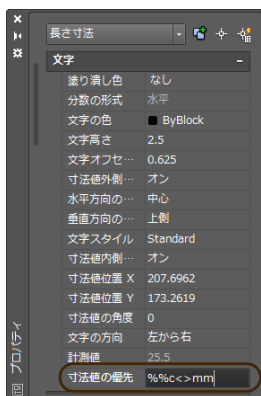 長さ寸法
文字
塗り潰し色 なし
分数の形式 水平
文字の色 ByBlock
文字高さ 2.5
文字オフセ… 0.625
寸法値外側… オン
水平方向の… 中心
垂直方向の… 上側
文字スタイル Standard
寸法値内側… オン
寸法値位置 X 207.6962
寸法値位置 Y 173.2619
寸法値の角度 0
文字の方向 左から右
計測値 25.5
寸法値の優先 %%c<>mm
プロパティ